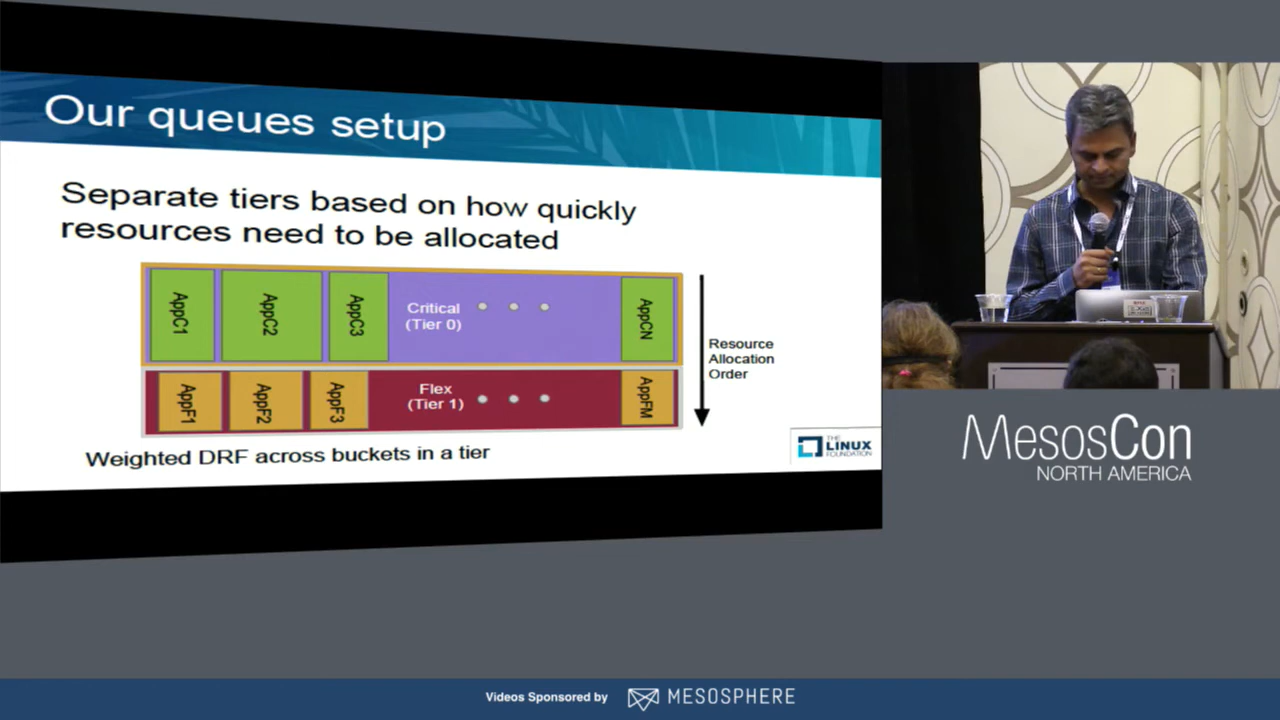 Our queues setup
Separate tiers based on how quickly
resources need to be allocated
AppC1
AppC2
AppC3
Critical
(Tier 0)
AppCN
AppF1
AppF2
AppF3
Flex
(Tier 1)
AppFM
Resource
Allocation
Order
Weighted DRF across buckets in a tier
THE
LINUX
FOUNDATION
MesosCon
NORTH AMERICA
Videos Sponsored by
MESOSPHERE